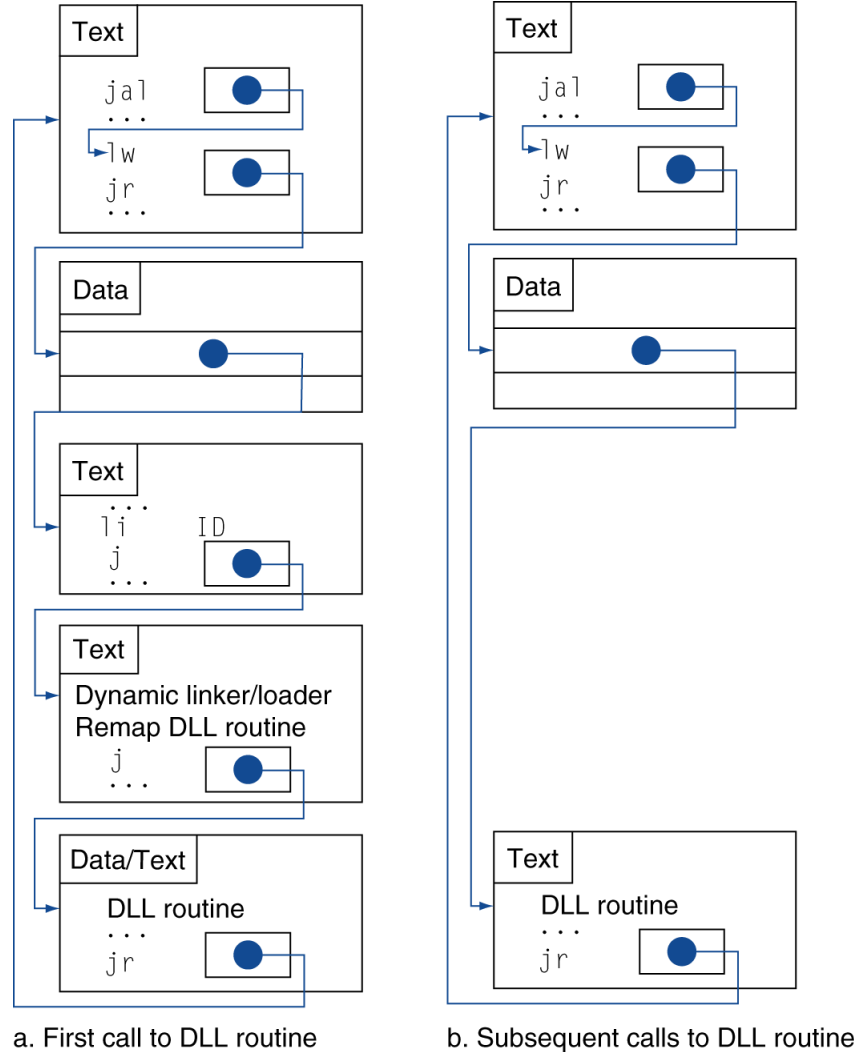 Text
jal
...
lw
jr
...
Data
Text
...
li ID
j
...
Text
Dynamic linker/loader
Remap DLL routine
j
...
Data/Text
DLL routine
...
jr
a. First call to DLL routine
Text
jal
...
lw
jr
...
Data
Text
DLL routine
...
jr
b. Subsequent calls to DLL routine